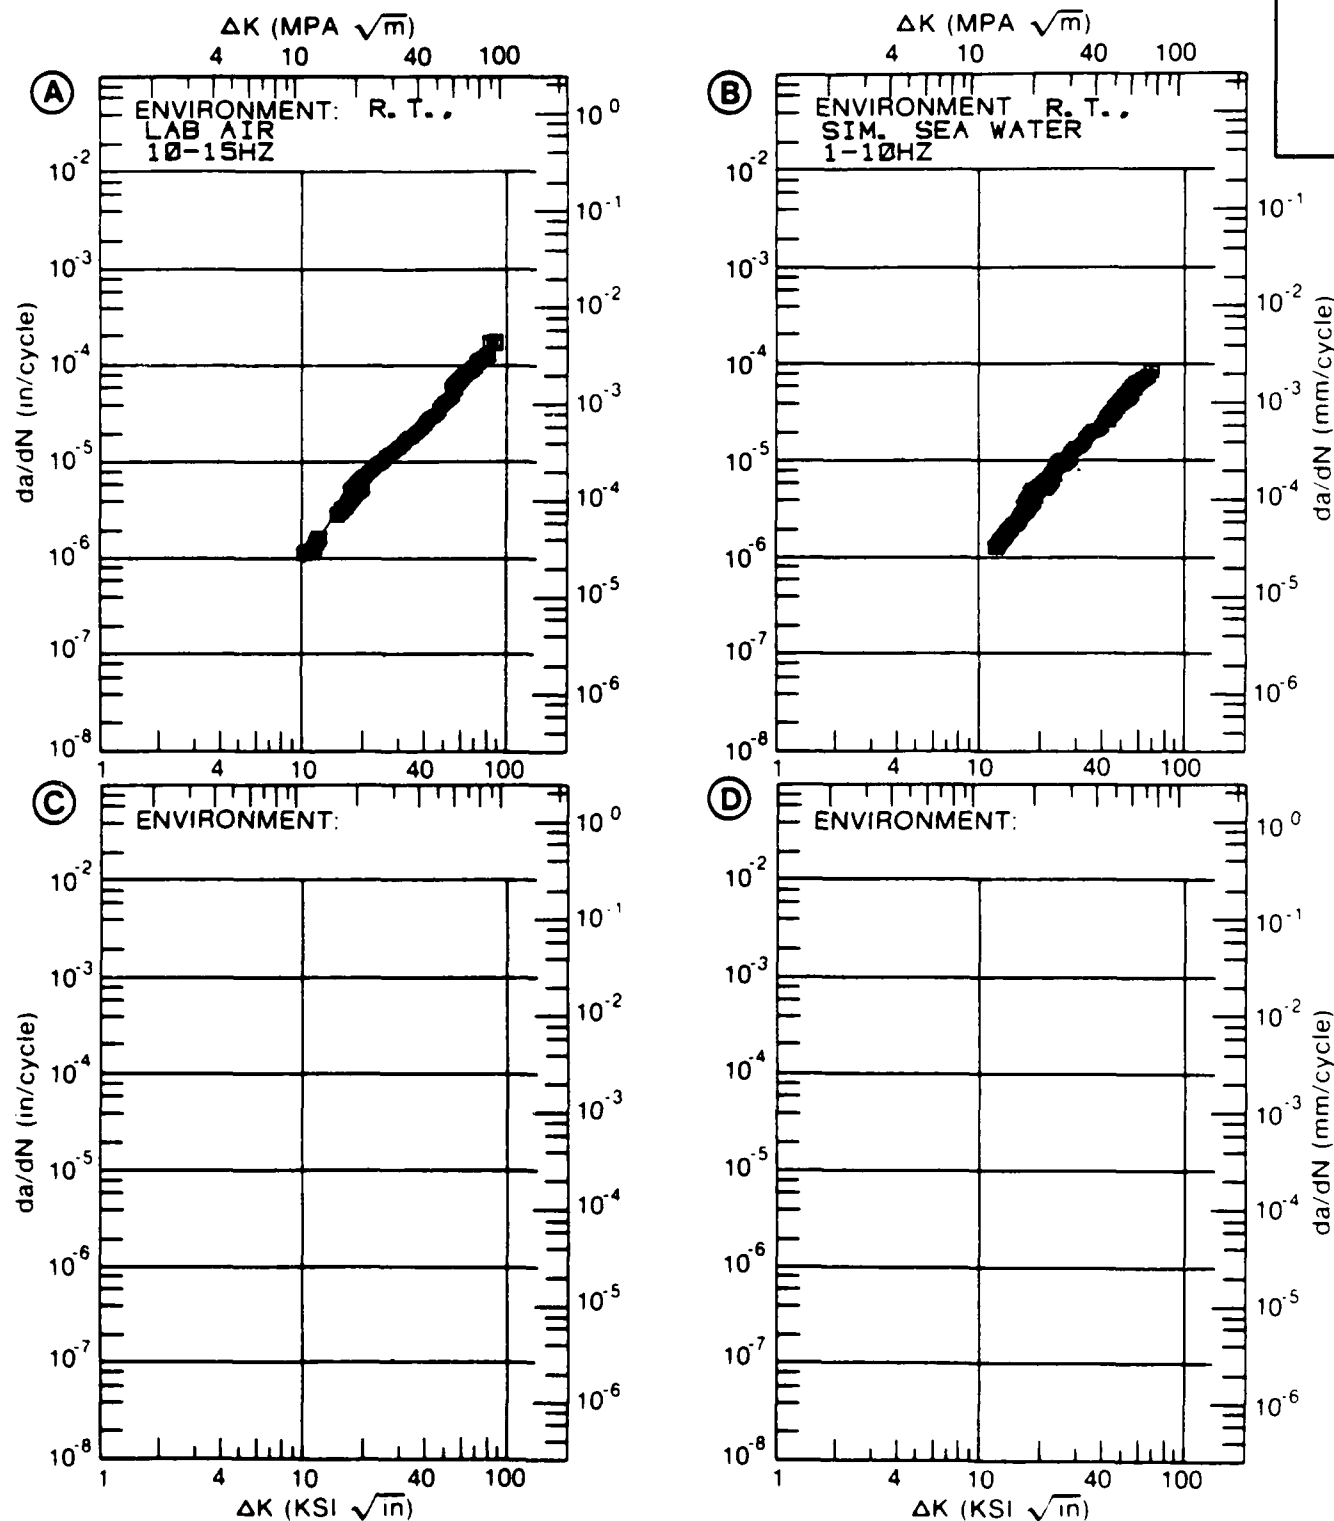 ΔK (MPA √m)
4 10 40 100
ΔK (MPA √m)
4 10 40 100
A
ENVIRONMENT: R. T.,
LAB AIR
10-15HZ
da/dN (in/cycle)
10^-2
10^-3
10^-4
10^-5
10^-6
10^-7
10^-8
10^0
10^-1
10^-2
10^-3
10^-4
10^-5
10^-6
1 4 10 40 100
B
ENVIRONMENT R. T.,
SIM. SEA WATER
1-10HZ
10^-2
10^-3
10^-4
10^-5
10^-6
10^-7
10^-8
10^-1
10^-2
10^-3
10^-4
10^-5
10^-6
da/dN (mm/cycle)
1 4 10 40 100
C
ENVIRONMENT:
da/dN (in/cycle)
10^-2
10^-3
10^-4
10^-5
10^-6
10^-7
10^-8
10^0
10^-1
10^-2
10^-3
10^-4
10^-5
10^-6
1 4 10 40 100
ΔK (KSI √in)
D
ENVIRONMENT:
10^-2
10^-3
10^-4
10^-5
10^-6
10^-7
10^-8
10^0
10^-1
10^-2
10^-3
10^-4
10^-5
10^-6
da/dN (mm/cycle)
1 4 10 40 100
ΔK (KSI √in)